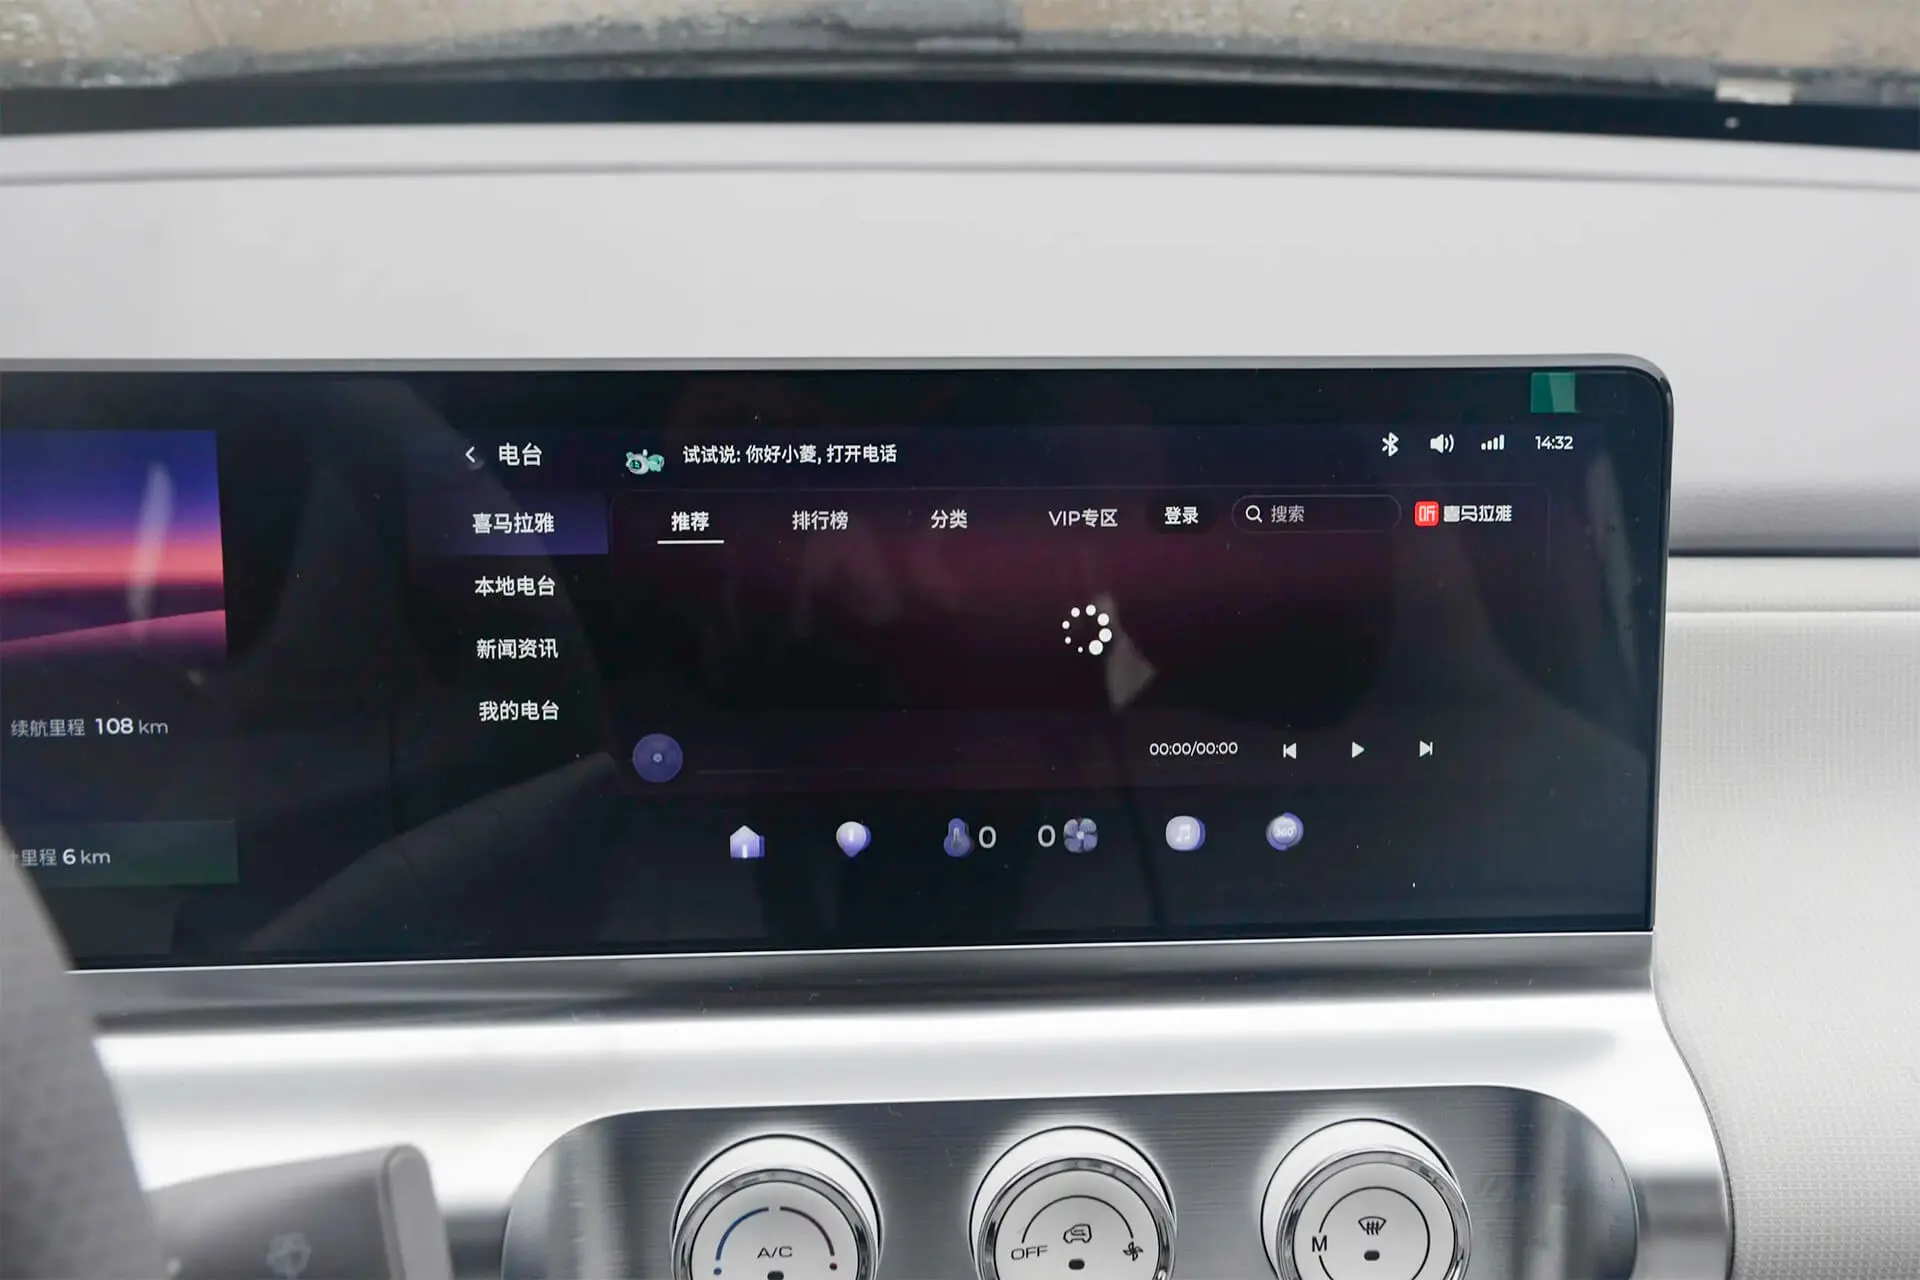 电台
试试说: 你好小菱, 打开电话
14:32
喜马拉雅
推荐
排行榜
分类
VIP专区
登录
搜索
听 喜马拉雅
本地电台
新闻资讯
我的电台
续航里程 108 km
00:00/00:00
0
0
360°
里程 6 km
A/C
OFF
M